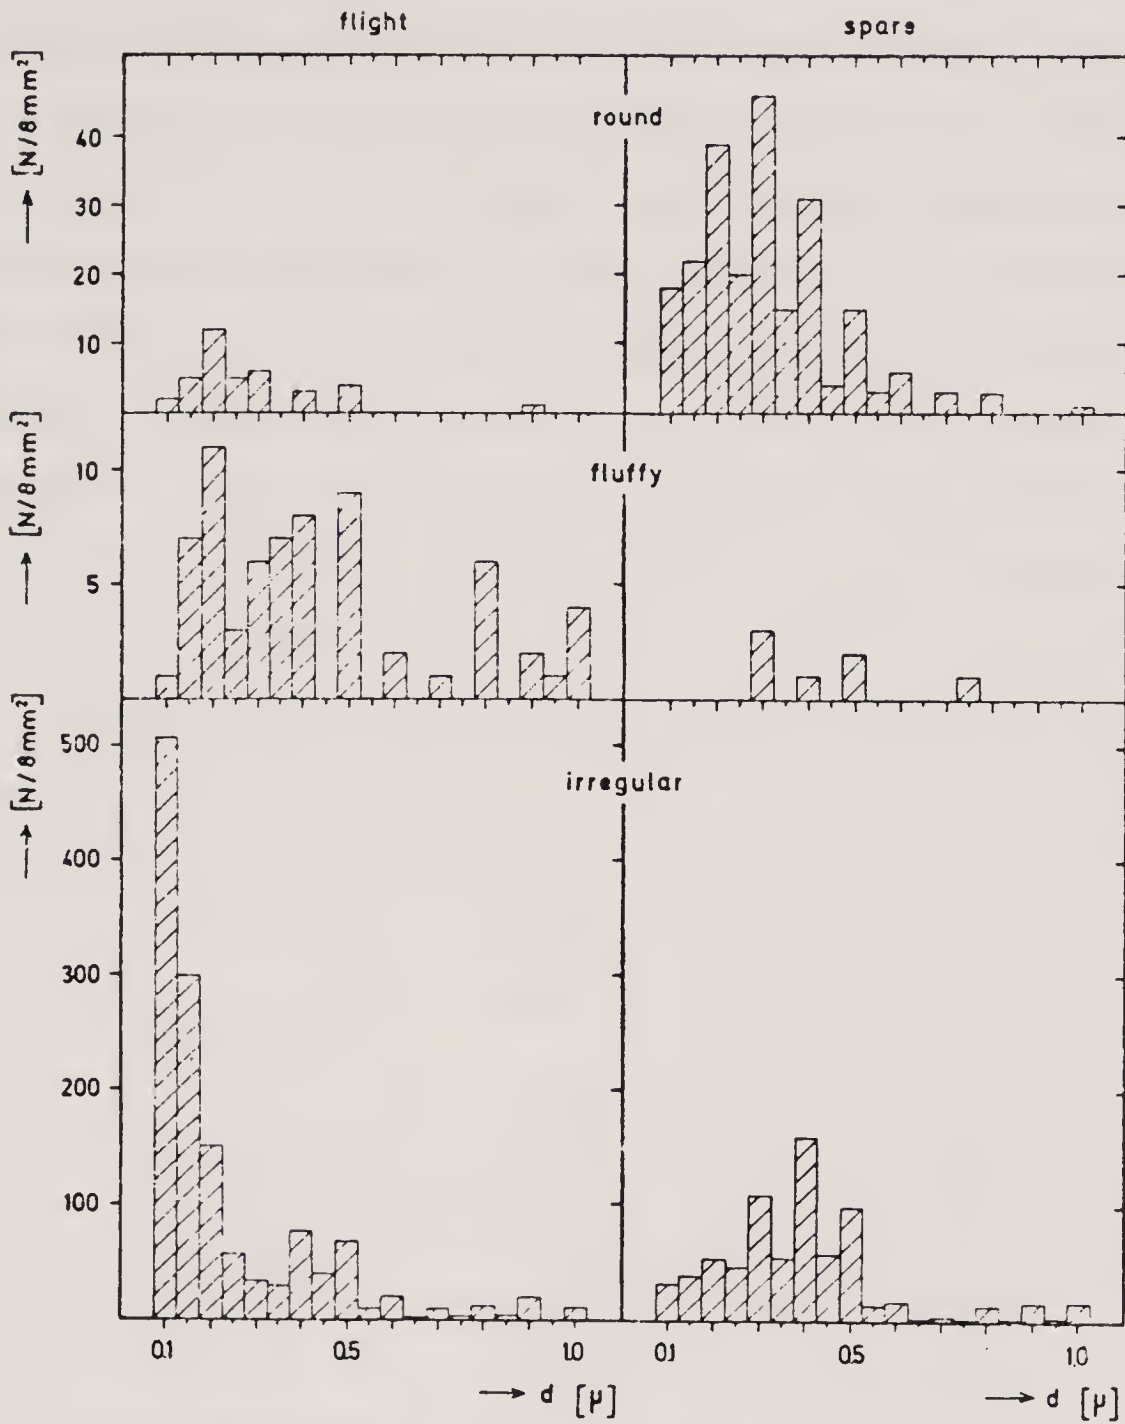 flight spare
→ [N/8mm²]
round
40
30
20
10
→ [N/8mm²]
fluffy
10
5
→ [N/8mm²]
500
irregular
400
300
200
100
0.1 0.5 1.0 0.1 0.5 1.0
→ d [μ] → d [μ]